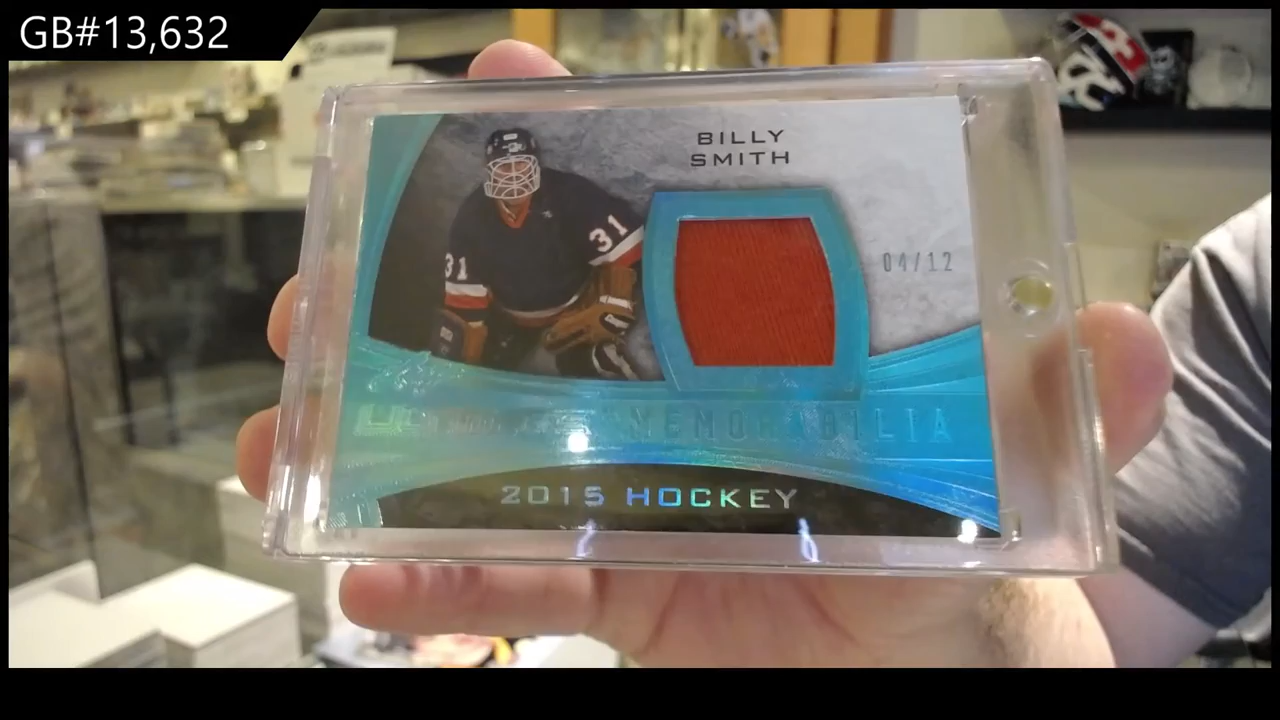 GB#13,632
BILLY
SMITH
31
31
04/12
MEMORABILIA
2015 HOCKEY